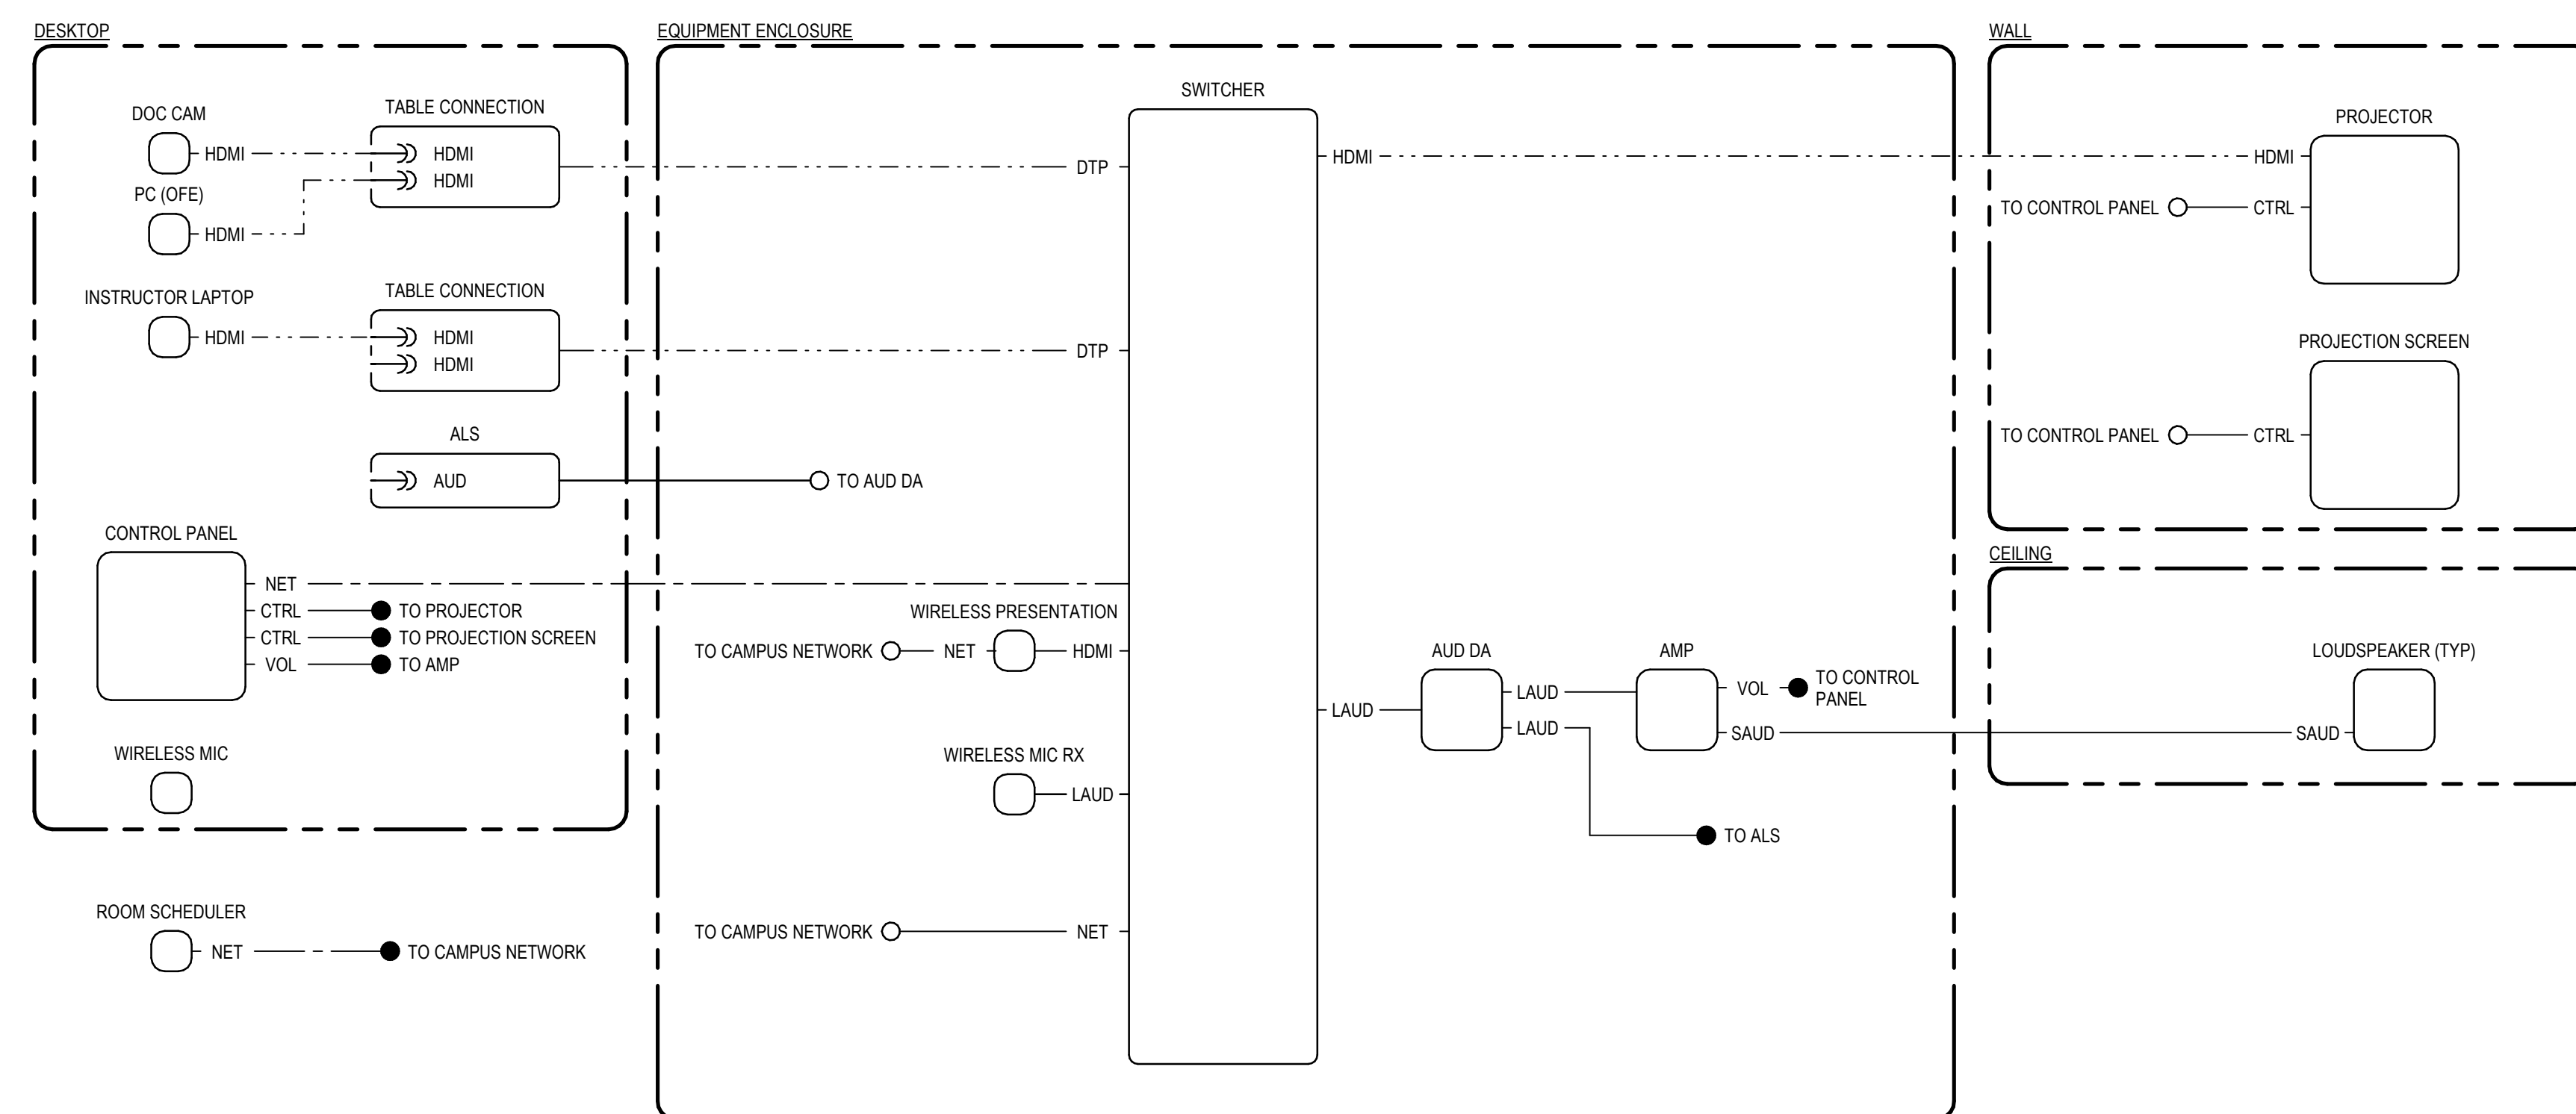 DESKTOP
DOC CAM
HDMI
PC (OFE)
HDMI
TABLE CONNECTION
HDMI
HDMI
INSTRUCTOR LAPTOP
HDMI
TABLE CONNECTION
HDMI
HDMI
ALS
AUD
CONTROL PANEL
NET
CTRL
TO PROJECTOR
CTRL
TO PROJECTION SCREEN
VOL
TO AMP
WIRELESS MIC
ROOM SCHEDULER
NET
TO CAMPUS NETWORK
EQUIPMENT ENCLOSURE
SWITCHER
DTP
DTP
TO AUD DA
WIRELESS PRESENTATION
TO CAMPUS NETWORK
NET
HDMI
WIRELESS MIC RX
LAUD
TO CAMPUS NETWORK
NET
HDMI
LAUD
AUD DA
LAUD
LAUD
AMP
VOL
TO CONTROL
PANEL
SAUD
TO ALS
WALL
PROJECTOR
HDMI
TO CONTROL PANEL
CTRL
PROJECTION SCREEN
TO CONTROL PANEL
CTRL
CEILING
LOUDSPEAKER (TYP)
SAUD